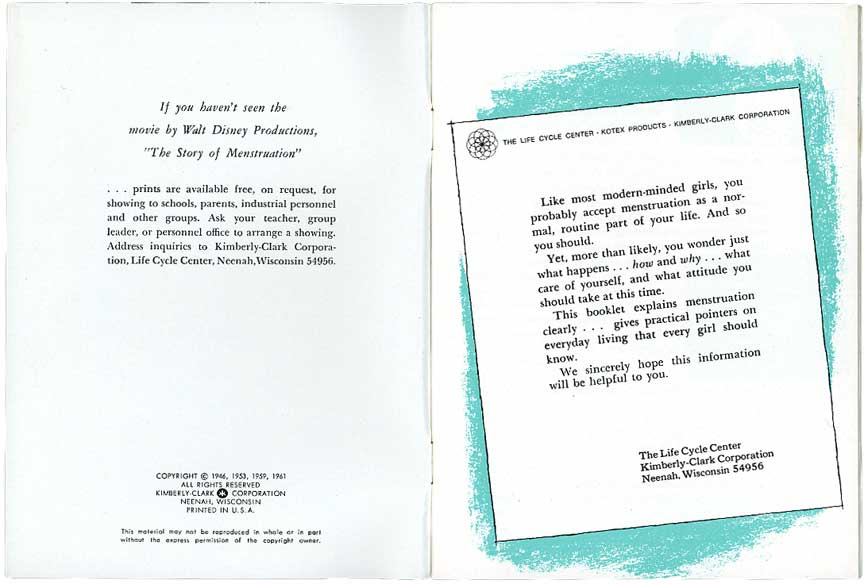 If you haven't seen the
movie by Walt Disney Productions,
"The Story of Menstruation"
. . . prints are available free, on request, for
showing to schools, parents, industrial personnel
and other groups. Ask your teacher, group
leader, or personnel office to arrange a showing.
Address inquiries to Kimberly-Clark Corpora-
tion, Life Cycle Center, Neenah,Wisconsin 54956.
COPYRIGHT © 1946, 1953, 1959, 1961
ALL RIGHTS RESERVED
KIMBERLY-CLARK CORPORATION
NEENAH, WISCONSIN
PRINTED IN U.S.A.
This material may not be reproduced in whole or in part
without the express permission of the copyright owner.
THE LIFE CYCLE CENTER · KOTEX PRODUCTS · KIMBERLY-CLARK CORPORATION
Like most modern-minded girls, you
probably accept menstruation as a nor-
mal, routine part of your life. And so
you should.
Yet, more than likely, you wonder just
what happens . . . how and why . . . what
care of yourself, and what attitude you
should take at this time.
This booklet explains menstruation
clearly . . . gives practical pointers on
everyday living that every girl should
know.
We sincerely hope this information
will be helpful to you.
The Life Cycle Center
Kimberly-Clark Corporation
Neenah, Wisconsin 54956